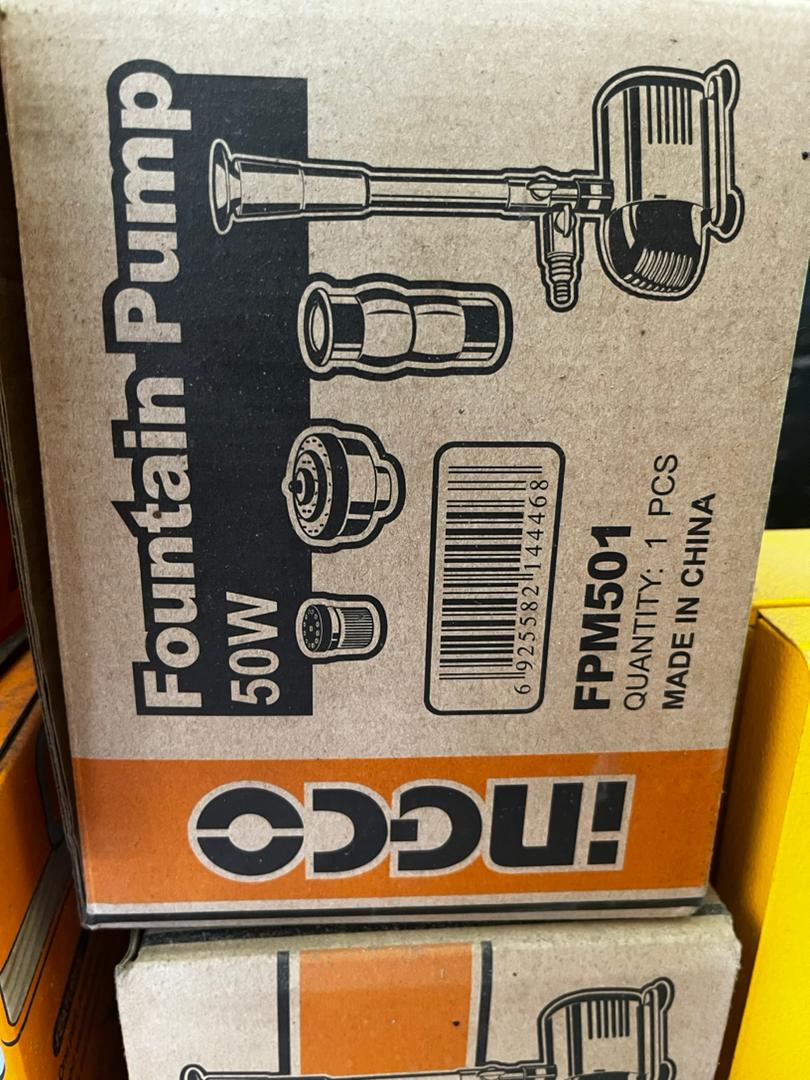 Fountain Pump
50W
6 925582 144468
FPM501
QUANTITY: 1 PCS
MADE IN CHINA
INGCO